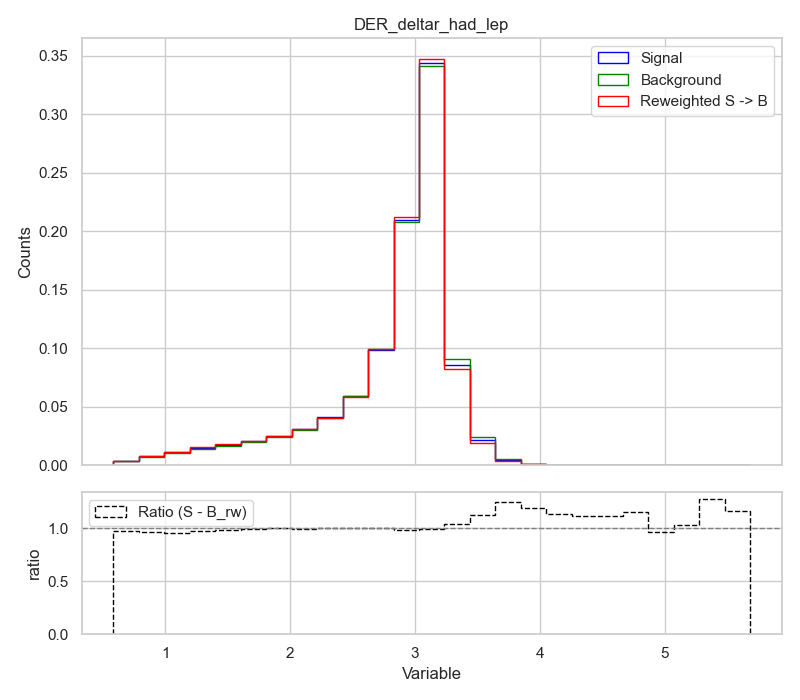 DER_deltar_had_lep
Counts
0.35
0.30
0.25
0.20
0.15
0.10
0.05
0.00
Signal
Background
Reweighted S -> B
ratio
1.0
0.5
0.0
Ratio (S - B_rw)
1 2 3 4 5
Variable